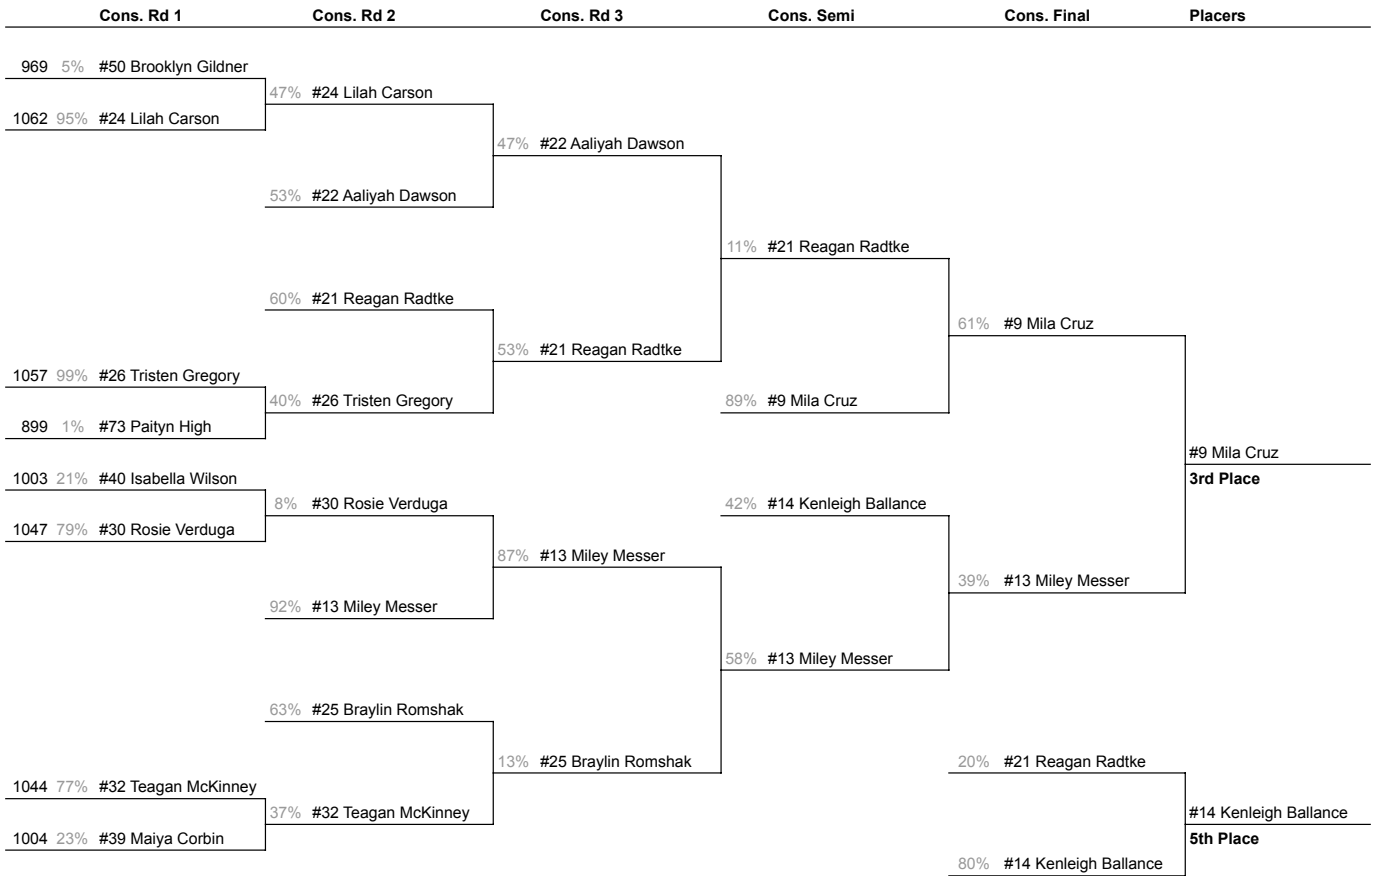 Cons. Rd 1 Cons. Rd 2 Cons. Rd 3 Cons. Semi Cons. Final Placers
969 5% #50 Brooklyn Gildner
47% #24 Lilah Carson
1062 95% #24 Lilah Carson
47% #22 Aaliyah Dawson
53% #22 Aaliyah Dawson
11% #21 Reagan Radtke
60% #21 Reagan Radtke
61% #9 Mila Cruz
53% #21 Reagan Radtke
1057 99% #26 Tristen Gregory
40% #26 Tristen Gregory
89% #9 Mila Cruz
899 1% #73 Paityn High
#9 Mila Cruz
1003 21% #40 Isabella Wilson
3rd Place
8% #30 Rosie Verduga
42% #14 Kenleigh Ballance
1047 79% #30 Rosie Verduga
87% #13 Miley Messer
39% #13 Miley Messer
92% #13 Miley Messer
58% #13 Miley Messer
63% #25 Braylin Romshak
13% #25 Braylin Romshak
20% #21 Reagan Radtke
1044 77% #32 Teagan McKinney
37% #32 Teagan McKinney
#14 Kenleigh Ballance
1004 23% #39 Maiya Corbin
5th Place
80% #14 Kenleigh Ballance